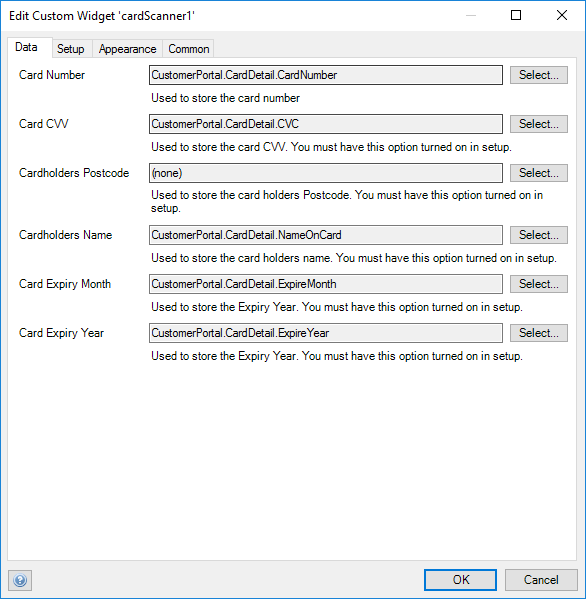 Edit Custom Widget 'cardScanner1'
Data Setup Appearance Common
Card Number CustomerPortal.CardDetail.CardNumber Select...
Used to store the card number
Card CVV CustomerPortal.CardDetail.CVC Select...
Used to store the card CVV. You must have this option turned on in setup.
Cardholders Postcode (none) Select...
Used to store the card holders Postcode. You must have this option turned on in
setup.
Cardholders Name CustomerPortal.CardDetail.NameOnCard Select...
Used to store the card holders name. You must have this option turned on in setup.
Card Expiry Month CustomerPortal.CardDetail.ExpireMonth Select...
Used to store the Expiry Year. You must have this option turned on in setup.
Card Expiry Year CustomerPortal.CardDetail.ExpireYear Select...
Used to store the Expiry Year. You must have this option turned on in setup.
? OK Cancel